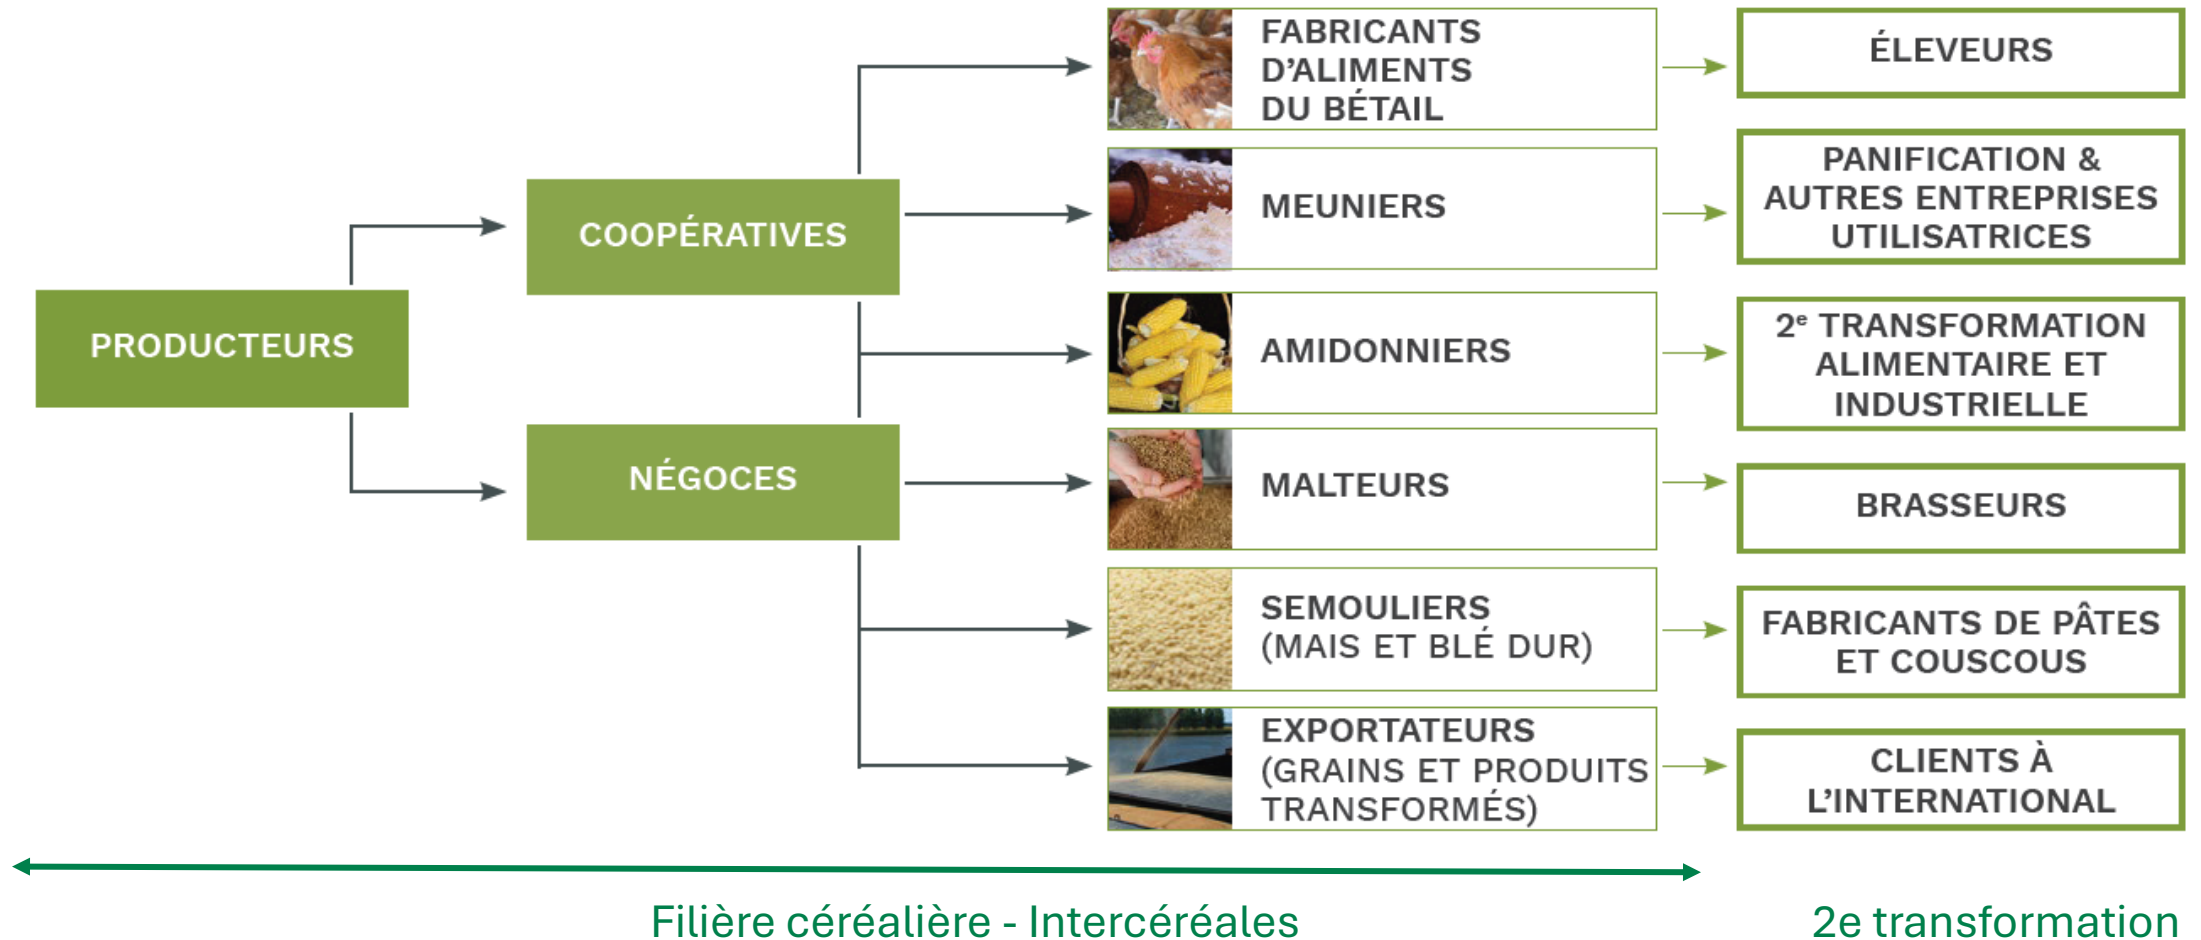 PRODUCTEURS
COOPÉRATIVES
NÉGOCES
FABRICANTS
D’ALIMENTS
DU BÉTAIL
MEUNIERS
AMIDONNIERS
MALTEURS
SEMOULIERS
(MAIS ET BLÉ DUR)
EXPORTATEURS
(GRAINS ET PRODUITS
TRANSFORMÉS)
ÉLEVEURS
PANIFICATION &
AUTRES ENTREPRISES
UTILISATRICES
2e TRANSFORMATION
ALIMENTAIRE ET
INDUSTRIELLE
BRASSEURS
FABRICANTS DE PÂTES
ET COUSCOUS
CLIENTS À
L’INTERNATIONAL
Filière céréalière - Intercéréales
2e transformation